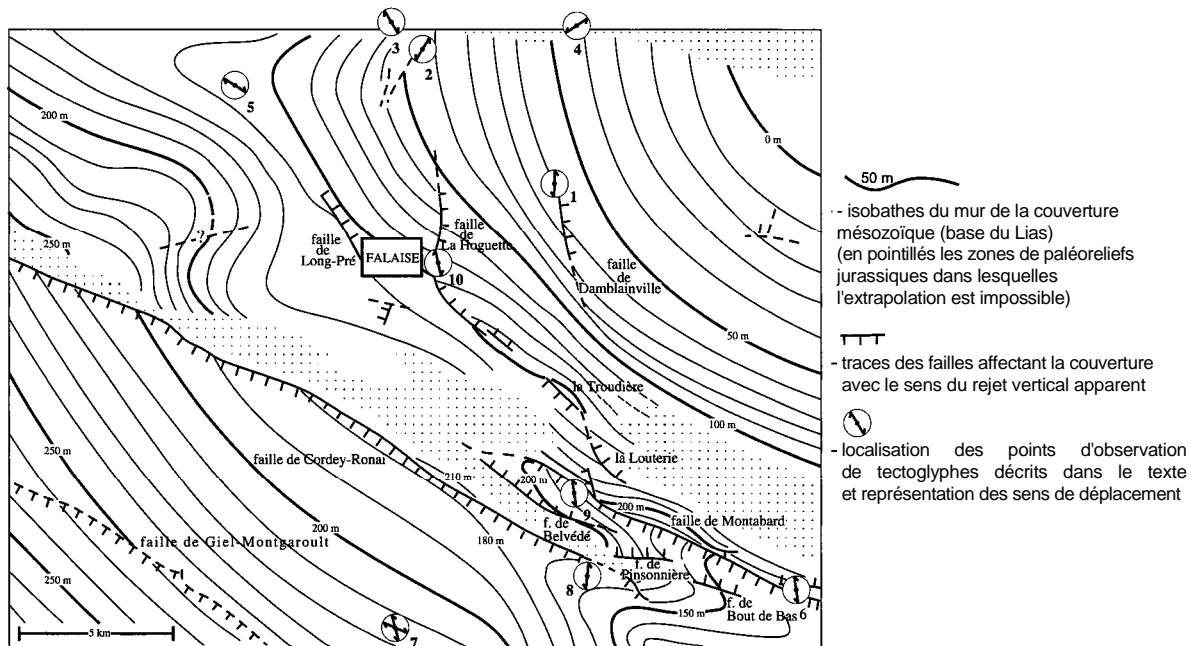 3
2
4
5
200 m
0 m
1
250 m
-?-
faille
de
Long-Pré
FALAISE
faille
de
La Hoguette
10
faille
de
Damblainville
50 m
la Troudière
100 m
la Louterie
faille de Cordey-Ronai
210 m
200 m
9
200 m
faille de Montabard
f. de
Belvédé
250 m
200 m
180 m
faille de Giel-Montgaroult
f. de
Pinsonnière
8
250 m
150 m
f. de
Bout de Bas
6
7
5 km
50 m
- isobathes du mur de la couverture
mésozoïque (base du Lias)
(en pointillés les zones de paléoreliefs
jurassiques dans lesquelles
l'extrapolation est impossible)
- traces des failles affectant la couverture
avec le sens du rejet vertical apparent
- localisation des points d'observation
de tectoglyphes décrits dans le texte
et représentation des sens de déplacement